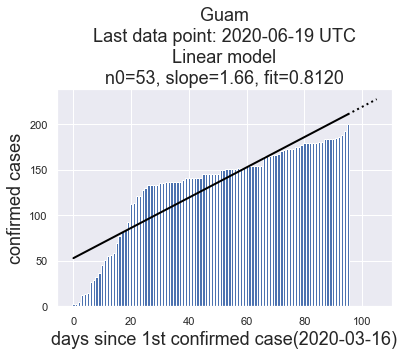 Guam
Last data point: 2020-06-19 UTC
Linear model
n0=53, slope=1.66, fit=0.8120
confirmed cases
200
150
100
50
0
0 20 40 60 80 100
days since 1st confirmed case(2020-03-16)